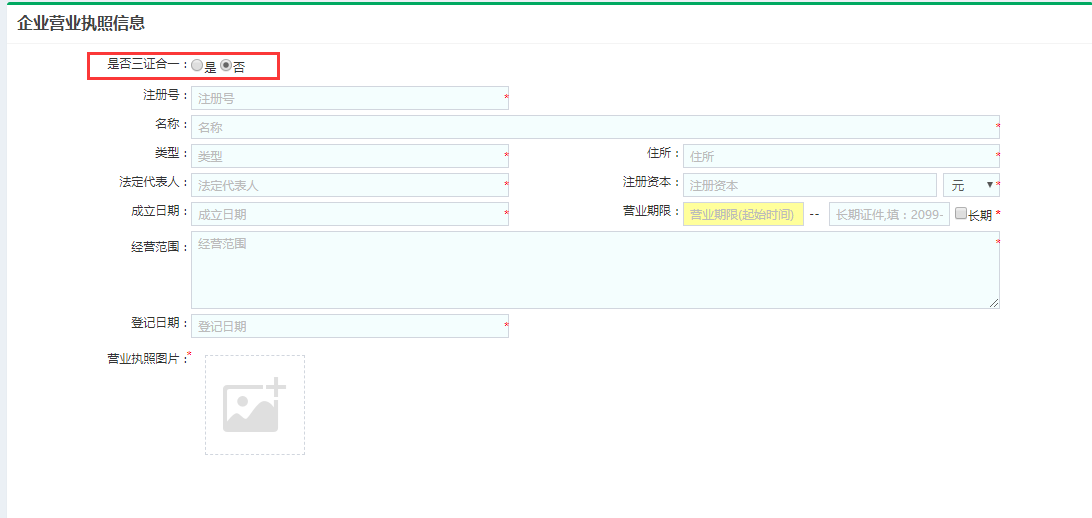 企业营业执照信息
是否三证合一： 是 否
注册号： 注册号 *
名称： 名称 *
类型： 类型 * 住所： 住所 *
法定代表人： 法定代表人 * 注册资本： 注册资本 元 *
成立日期： 成立日期 * 营业期限： 营业期限(起始时间) -- 长期证件,填：2099- 长期 *
经营范围： 经营范围 *
登记日期： 登记日期 *
营业执照图片：*